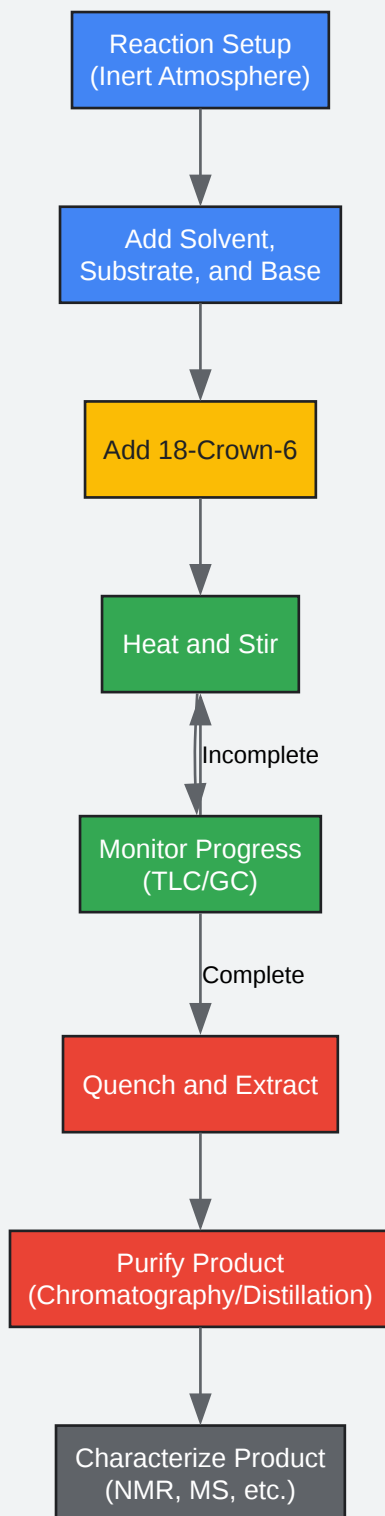 Reaction Setup
(Inert Atmosphere)
Add Solvent,
Substrate, and Base
Add 18-Crown-6
Heat and Stir
Incomplete
Monitor Progress
(TLC/GC)
Complete
Quench and Extract
Purify Product
(Chromatography/Distillation)
Characterize Product
(NMR, MS, etc.)